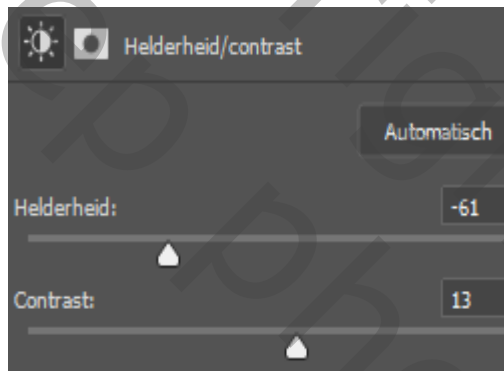 Helderheid/contrast
Automatisch
Helderheid: -61
Contrast: 13